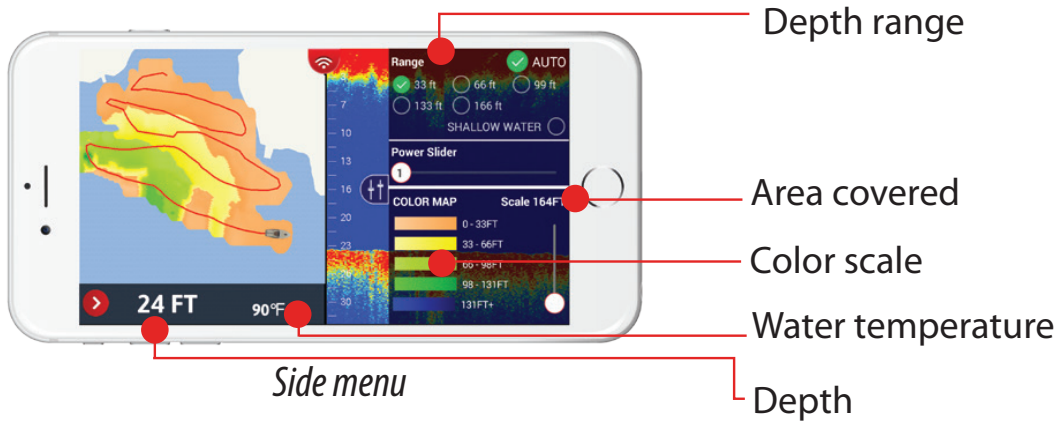 Depth range
Range
AUTO
33 ft
66 ft
99 ft
133 ft
166 ft
SHALLOW WATER
7
10
13
16
20
23
30
Power Slider
1
COLOR MAP
Scale 164FT
0 - 33FT
33 - 66FT
66 - 98FT
98 - 131FT
131FT+
24 FT
90°F
Area covered
Color scale
Water temperature
Depth
Side menu